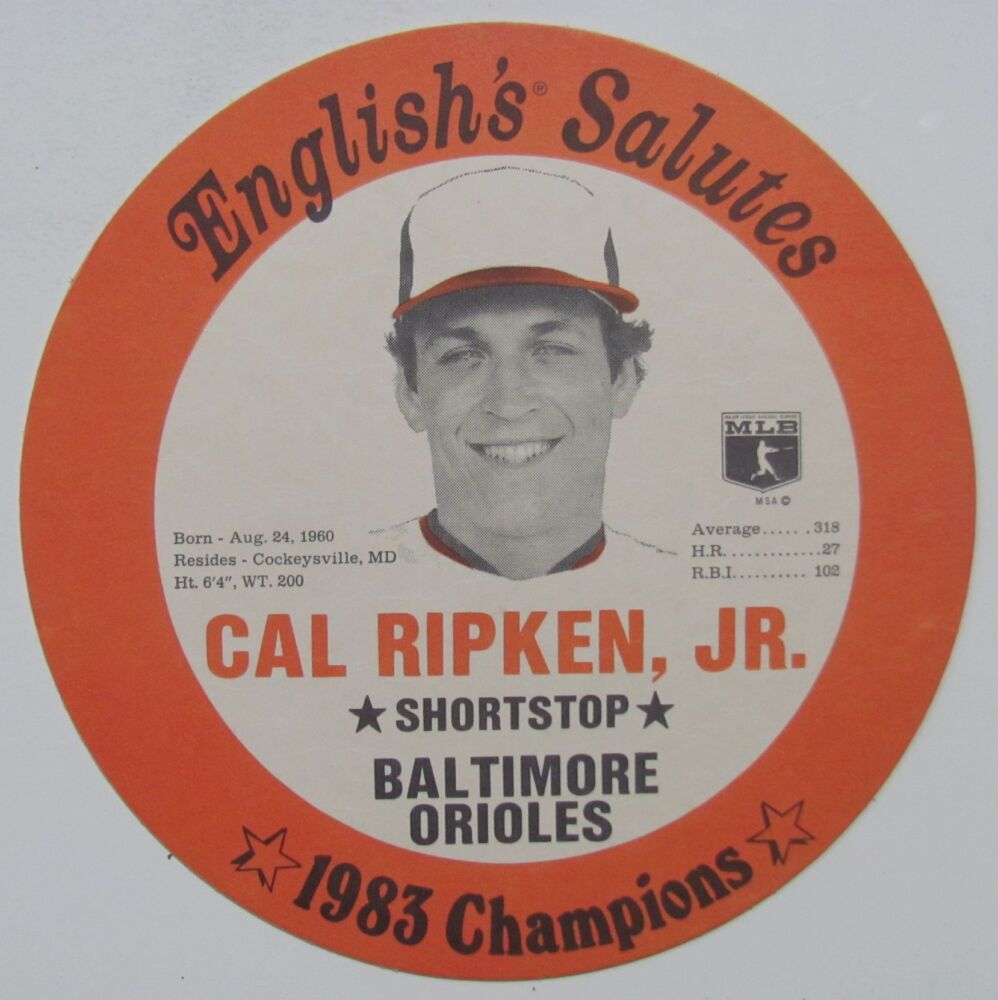 English's® Salutes
MLB
MSA ©
Born - Aug. 24, 1960
Resides - Cockeysville, MD
Ht. 6'4", WT. 200
Average......318
H.R. .............27
R.B.I........... 102
CAL RIPKEN, JR.
★ SHORTSTOP ★
BALTIMORE
ORIOLES
1983 Champions